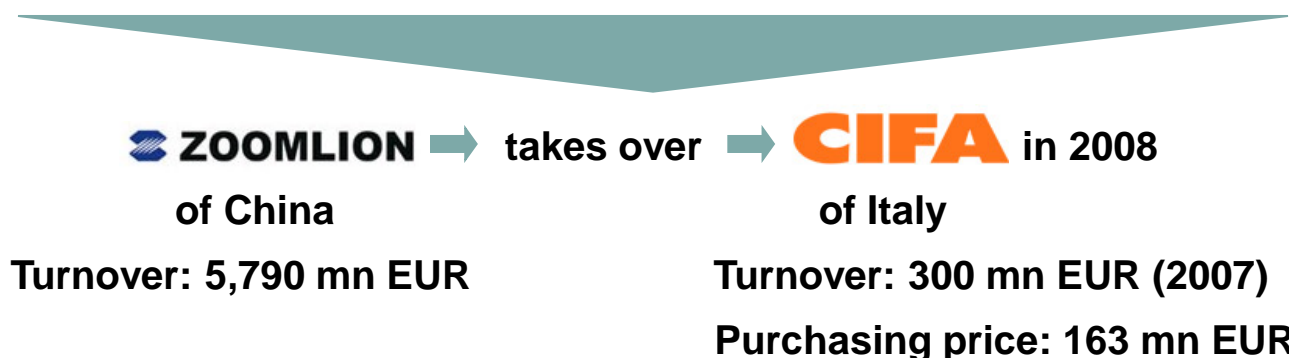 ZOOMLION takes over CIFA in 2008
of China of Italy
Turnover: 5,790 mn EUR Turnover: 300 mn EUR (2007)
Purchasing price: 163 mn EUR